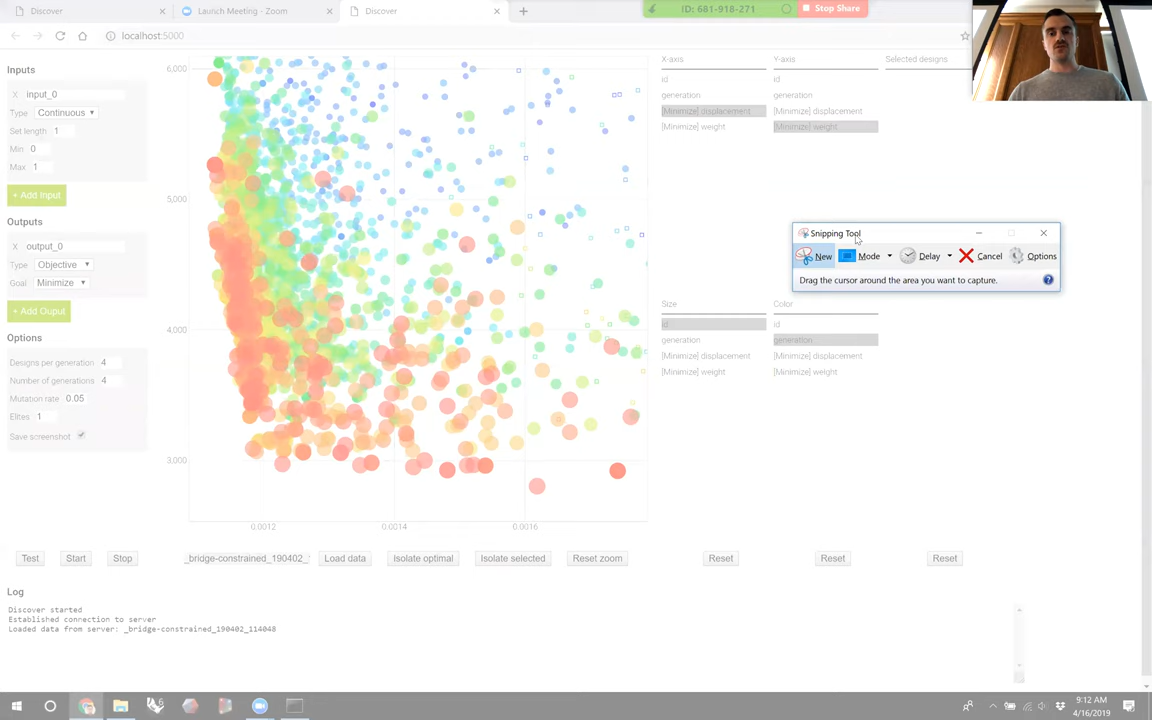 Discover
Launch Meeting - Zoom
Discover
ID: 681-918-271
Stop Share
localhost:5000
Inputs
X input_0
Type Continuous
Set length 1
Min 0
Max 1
+ Add Input
Outputs
X output_0
Type Objective
Goal Minimize
+ Add Ouput
Options
Designs per generation 4
Number of generations 4
Mutation rate 0.05
Elites 1
Save screenshot
6,000
5,000
4,000
3,000
0.0012
0.0014
0.0016
X-axis
id
generation
[Minimize] displacement
[Minimize] weight
Y-axis
id
generation
[Minimize] displacement
[Minimize] weight
Selected designs
Snipping Tool
New
Mode
Delay
Cancel
Options
Drag the cursor around the area you want to capture.
Size
id
generation
[Minimize] displacement
[Minimize] weight
Color
id
generation
[Minimize] displacement
[Minimize] weight
Test
Start
Stop
_bridge-constrained_190402_
Load data
Isolate optimal
Isolate selected
Reset zoom
Reset
Reset
Reset
Log
Discover started
Established connection to server
Loaded data from server: _bridge-constrained_190402_114048
9:12 AM
4/16/2019